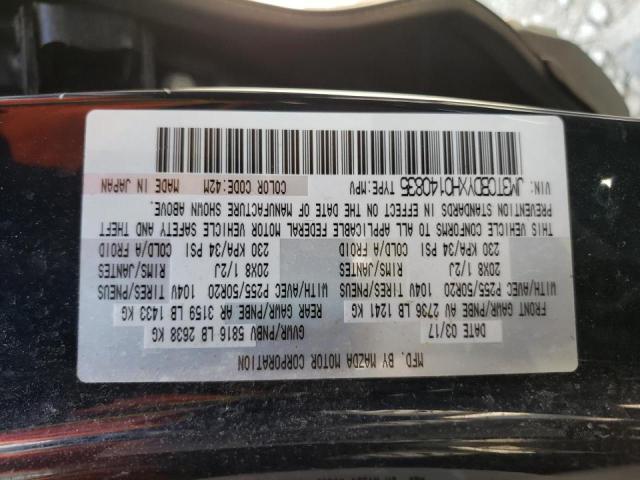 MFD. BY MAZDA MOTOR CORPORATION
DATE 03/17 GVWR/PNBV 5816 LB 2638 KG
FRONT GAWR/PNBE AV 2736 LB 1241 KG REAR GAWR/PNBE AR 3159 LB 1433 KG
WITH/AVEC P255/50R20 104V TIRES/PNEUS WITH/AVEC P255/50R20 104V TIRES/PNEUS
20X8 1/2J RIMS/JANTES 20X8 1/2J RIMS/JANTES
230 KPA/34 PSI COLD/A FROID 230 KPA/34 PSI COLD/A FROID
THIS VEHICLE CONFORMS TO ALL APPLICABLE FEDERAL MOTOR VEHICLE SAFETY AND THEFT
PREVENTION STANDARDS IN EFFECT ON THE DATE OF MANUFACTURE SHOWN ABOVE.
VIN: JM3TCBDYXH0140835 TYPE:MPV COLOR CODE:42M MADE IN JAPAN